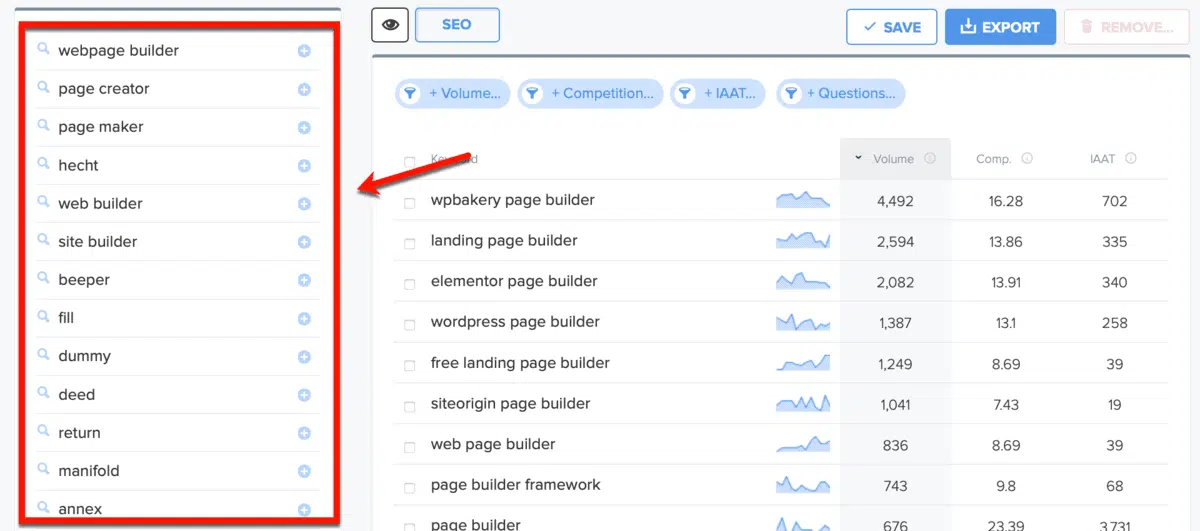 webpage builder
page creator
page maker
hecht
web builder
site builder
beeper
fill
dummy
deed
return
manifold
annex
SEO
SAVE
EXPORT
REMOVE...
+ Volume...
+ Competition...
+ IAAT...
+ Questions...
Keyword Volume Comp. IAAT
wpbakery page builder 4,492 16.28 702
landing page builder 2,594 13.86 335
elementor page builder 2,082 13.91 340
wordpress page builder 1,387 13.1 258
free landing page builder 1,249 8.69 39
siteorigin page builder 1,041 7.43 19
web page builder 836 8.69 39
page builder framework 743 9.8 68
page builder 676 23.39 3,731